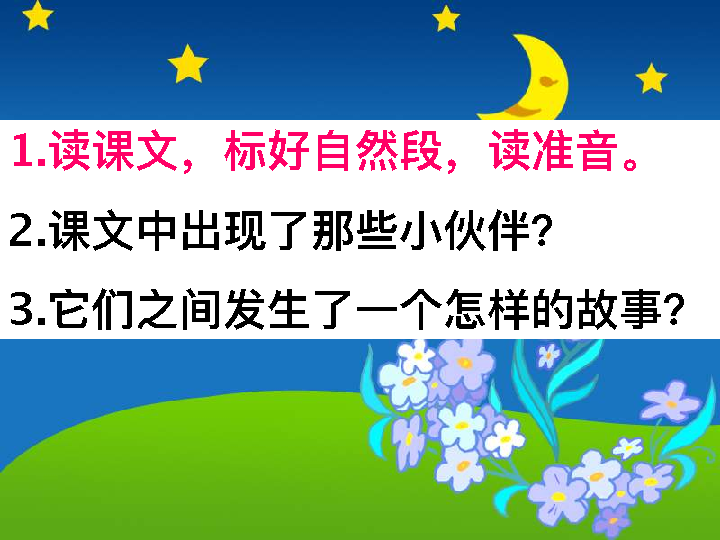 1.读课文，标好自然段，读准音。
2.课文中出现了那些小伙伴？
3.它们之间发生了一个怎样的故事？